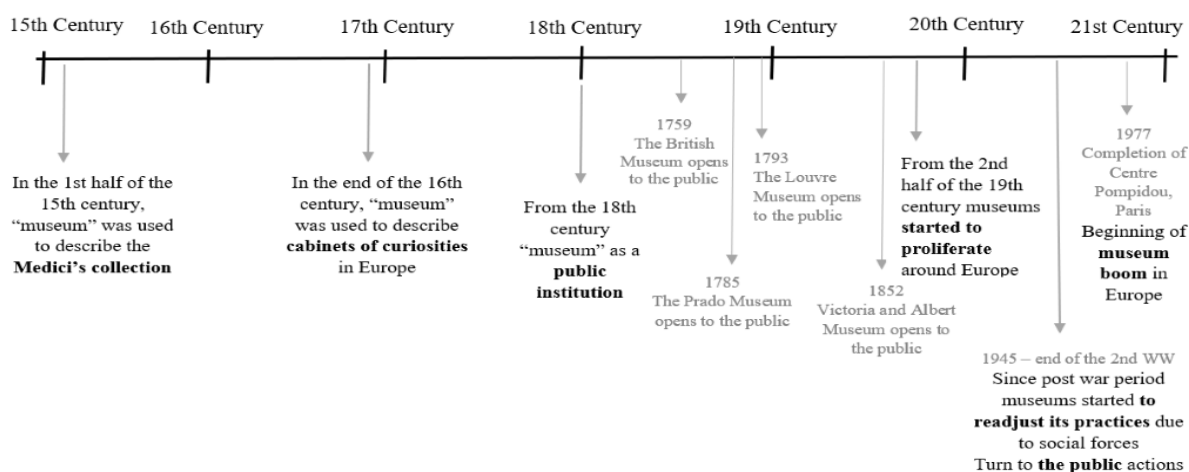 15th Century
16th Century
17th Century
18th Century
19th Century
20th Century
21st Century
In the 1st half of the
15th century,
“museum” was used
to describe the
Medici’s collection
In the end of the 16th
century, “museum”
was used to describe
cabinets of curiosities
in Europe
From the 18th
century
“museum” as a
public
institution
1759
The British
Museum opens
to the public
1785
The Prado Museum
opens to the public
1793
The Louvre
Museum opens
to the public
1852
Victoria and Albert
Museum opens to
the public
From the 2nd
half of the 19th
century museums
started to
proliferate
around Europe
1945 – end of the 2nd WW
Since post war period
museums started to
readjust its practices due
to social forces
Turn to the public actions
1977
Completion of
Centre
Pompidou,
Paris
Beginning of
museum
boom in
Europe